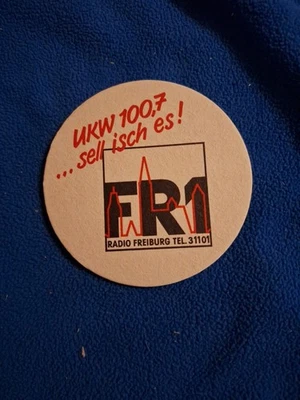 UKW 100,7
... sell isch es!
FR1
RADIO FREIBURG TEL. 31101